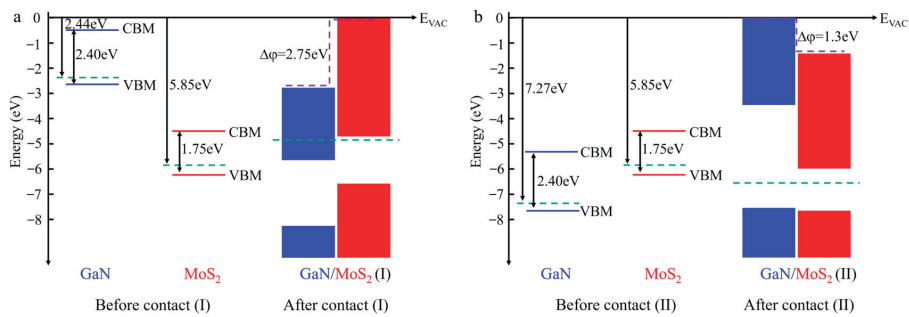 a
E_VAC
0
−1
−2
−3
−4
−5
−6
−7
−8
Energy (eV)
2.44eV
CBM
2.40eV
VBM
5.85eV
CBM
1.75eV
VBM
Δφ=2.75eV
GaN
MoS₂
GaN/MoS₂ (I)
Before contact (I)
After contact (I)
b
E_VAC
0
−1
−2
−3
−4
−5
−6
−7
−8
Energy (eV)
7.27eV
CBM
2.40eV
VBM
5.85eV
CBM
1.75eV
VBM
Δφ=1.3eV
GaN
MoS₂
GaN/MoS₂ (II)
Before contact (II)
After contact (II)